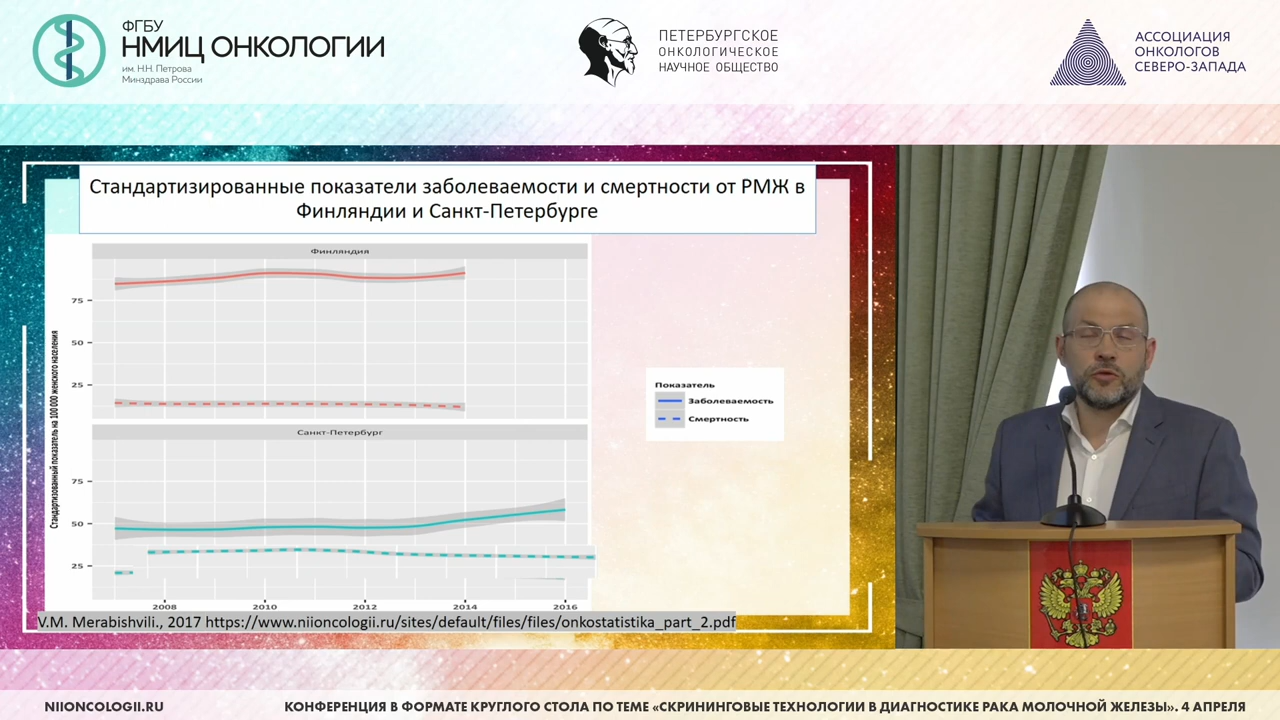 ФГБУ
НМИЦ ОНКОЛОГИИ
им. Н.Н. Петрова
Минздрава России
ПЕТЕРБУРГСКОЕ
ОНКОЛОГИЧЕСКОЕ
НАУЧНОЕ ОБЩЕСТВО
АССОЦИАЦИЯ
ОНКОЛОГОВ
СЕВЕРО-ЗАПАДА
Стандартизированные показатели заболеваемости и смертности от РМЖ в
Финляндии и Санкт-Петербурге
Стандартизованный показатель на 100 000 женского населения
Финляндия
75
50
25
Санкт-Петербург
75
50
25
2008 2010 2012 2014 2016
Показатель
Заболеваемость
Смертность
V.M. Merabishvili., 2017 https://www.niioncologii.ru/sites/default/files/files/onkostatistika_part_2.pdf
NIIONCOLOGII.RU
КОНФЕРЕНЦИЯ В ФОРМАТЕ КРУГЛОГО СТОЛА ПО ТЕМЕ «СКРИНИНГОВЫЕ ТЕХНОЛОГИИ В ДИАГНОСТИКЕ РАКА МОЛОЧНОЙ ЖЕЛЕЗЫ». 4 АПРЕЛЯ